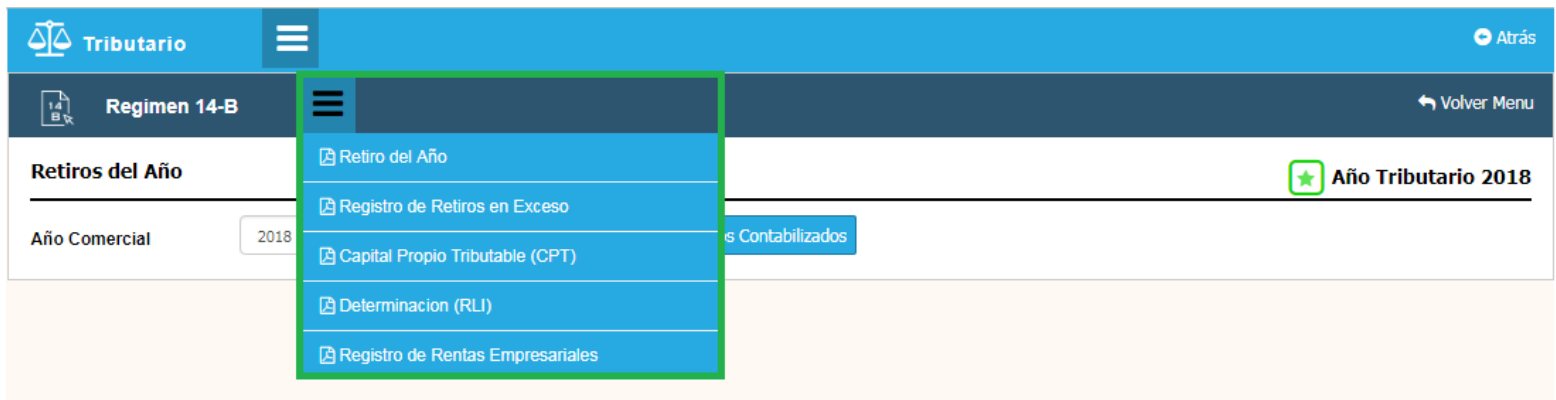 Tributario
Atrás
14 B
Regimen 14-B
Volver Menu
Retiros del Año
Retiro del Año
Año Tributario 2018
Registro de Retiros en Exceso
Año Comercial
2018
Contabilizados
Capital Propio Tributable (CPT)
Determinacion (RLI)
Registro de Rentas Empresariales